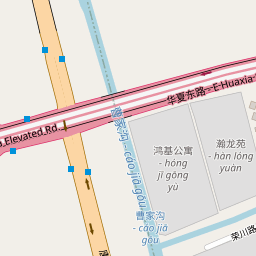 华夏东路 - E Huaxia
Elevated Rd
曹家沟 - cáo jiā gōu
鸿基公寓
- hóng
jī gōng
yù
瀚龙苑
- hàn lóng
yuàn
曹家沟
- cáo jiā
gōu
荣川路